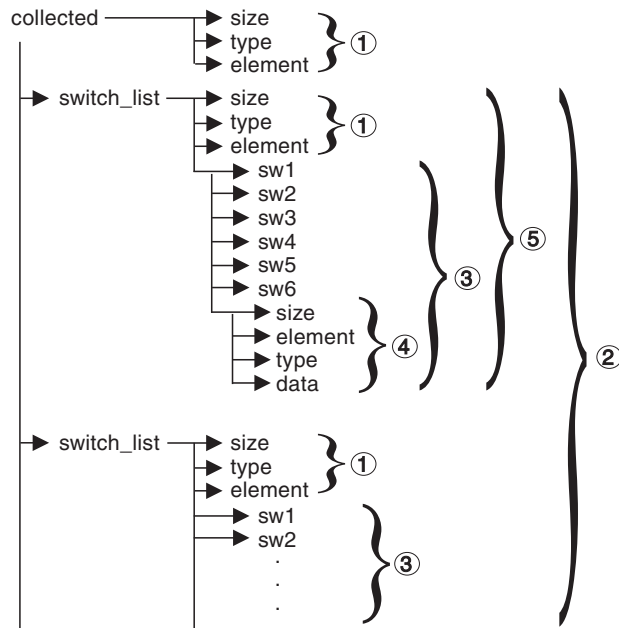 collected size
type ①
element
switch_list size
type ①
element
sw1
sw2
sw3
sw4 ⑤
sw5 ③
sw6
size
element ④
type ②
data
switch_list size
type ①
element
sw1
sw2
③
.
.
.